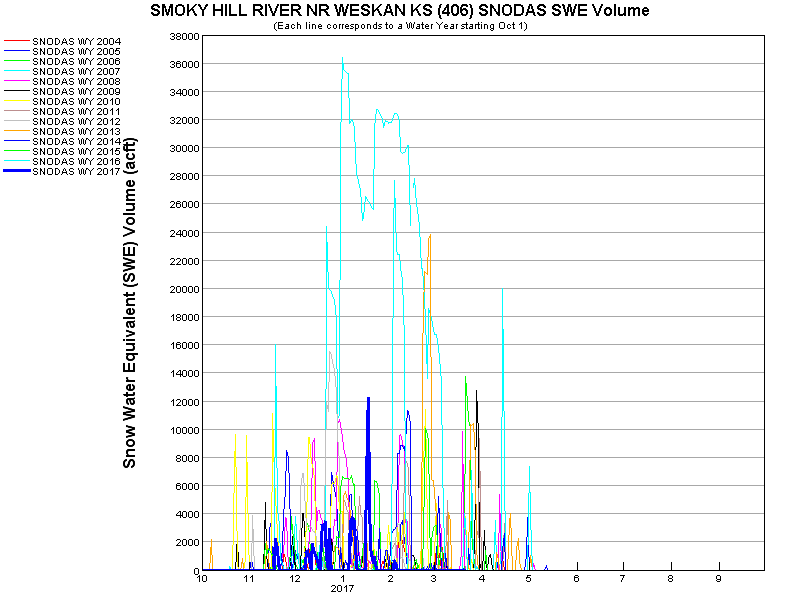 SMOKY HILL RIVER NR WESKAN KS (406) SNODAS SWE Volume
(Each line corresponds to a Water Year starting Oct 1)
SNODAS WY 2004
SNODAS WY 2005
SNODAS WY 2006
SNODAS WY 2007
SNODAS WY 2008
SNODAS WY 2009
SNODAS WY 2010
SNODAS WY 2011
SNODAS WY 2012
SNODAS WY 2013
SNODAS WY 2014
SNODAS WY 2015
SNODAS WY 2016
SNODAS WY 2017
Snow Water Equivalent (SWE) Volume (acft)
38000
36000
34000
32000
30000
28000
26000
24000
22000
20000
18000
16000
14000
12000
10000
8000
6000
4000
2000
0
10 11 12 1 2 3 4 5 6 7 8 9
2017